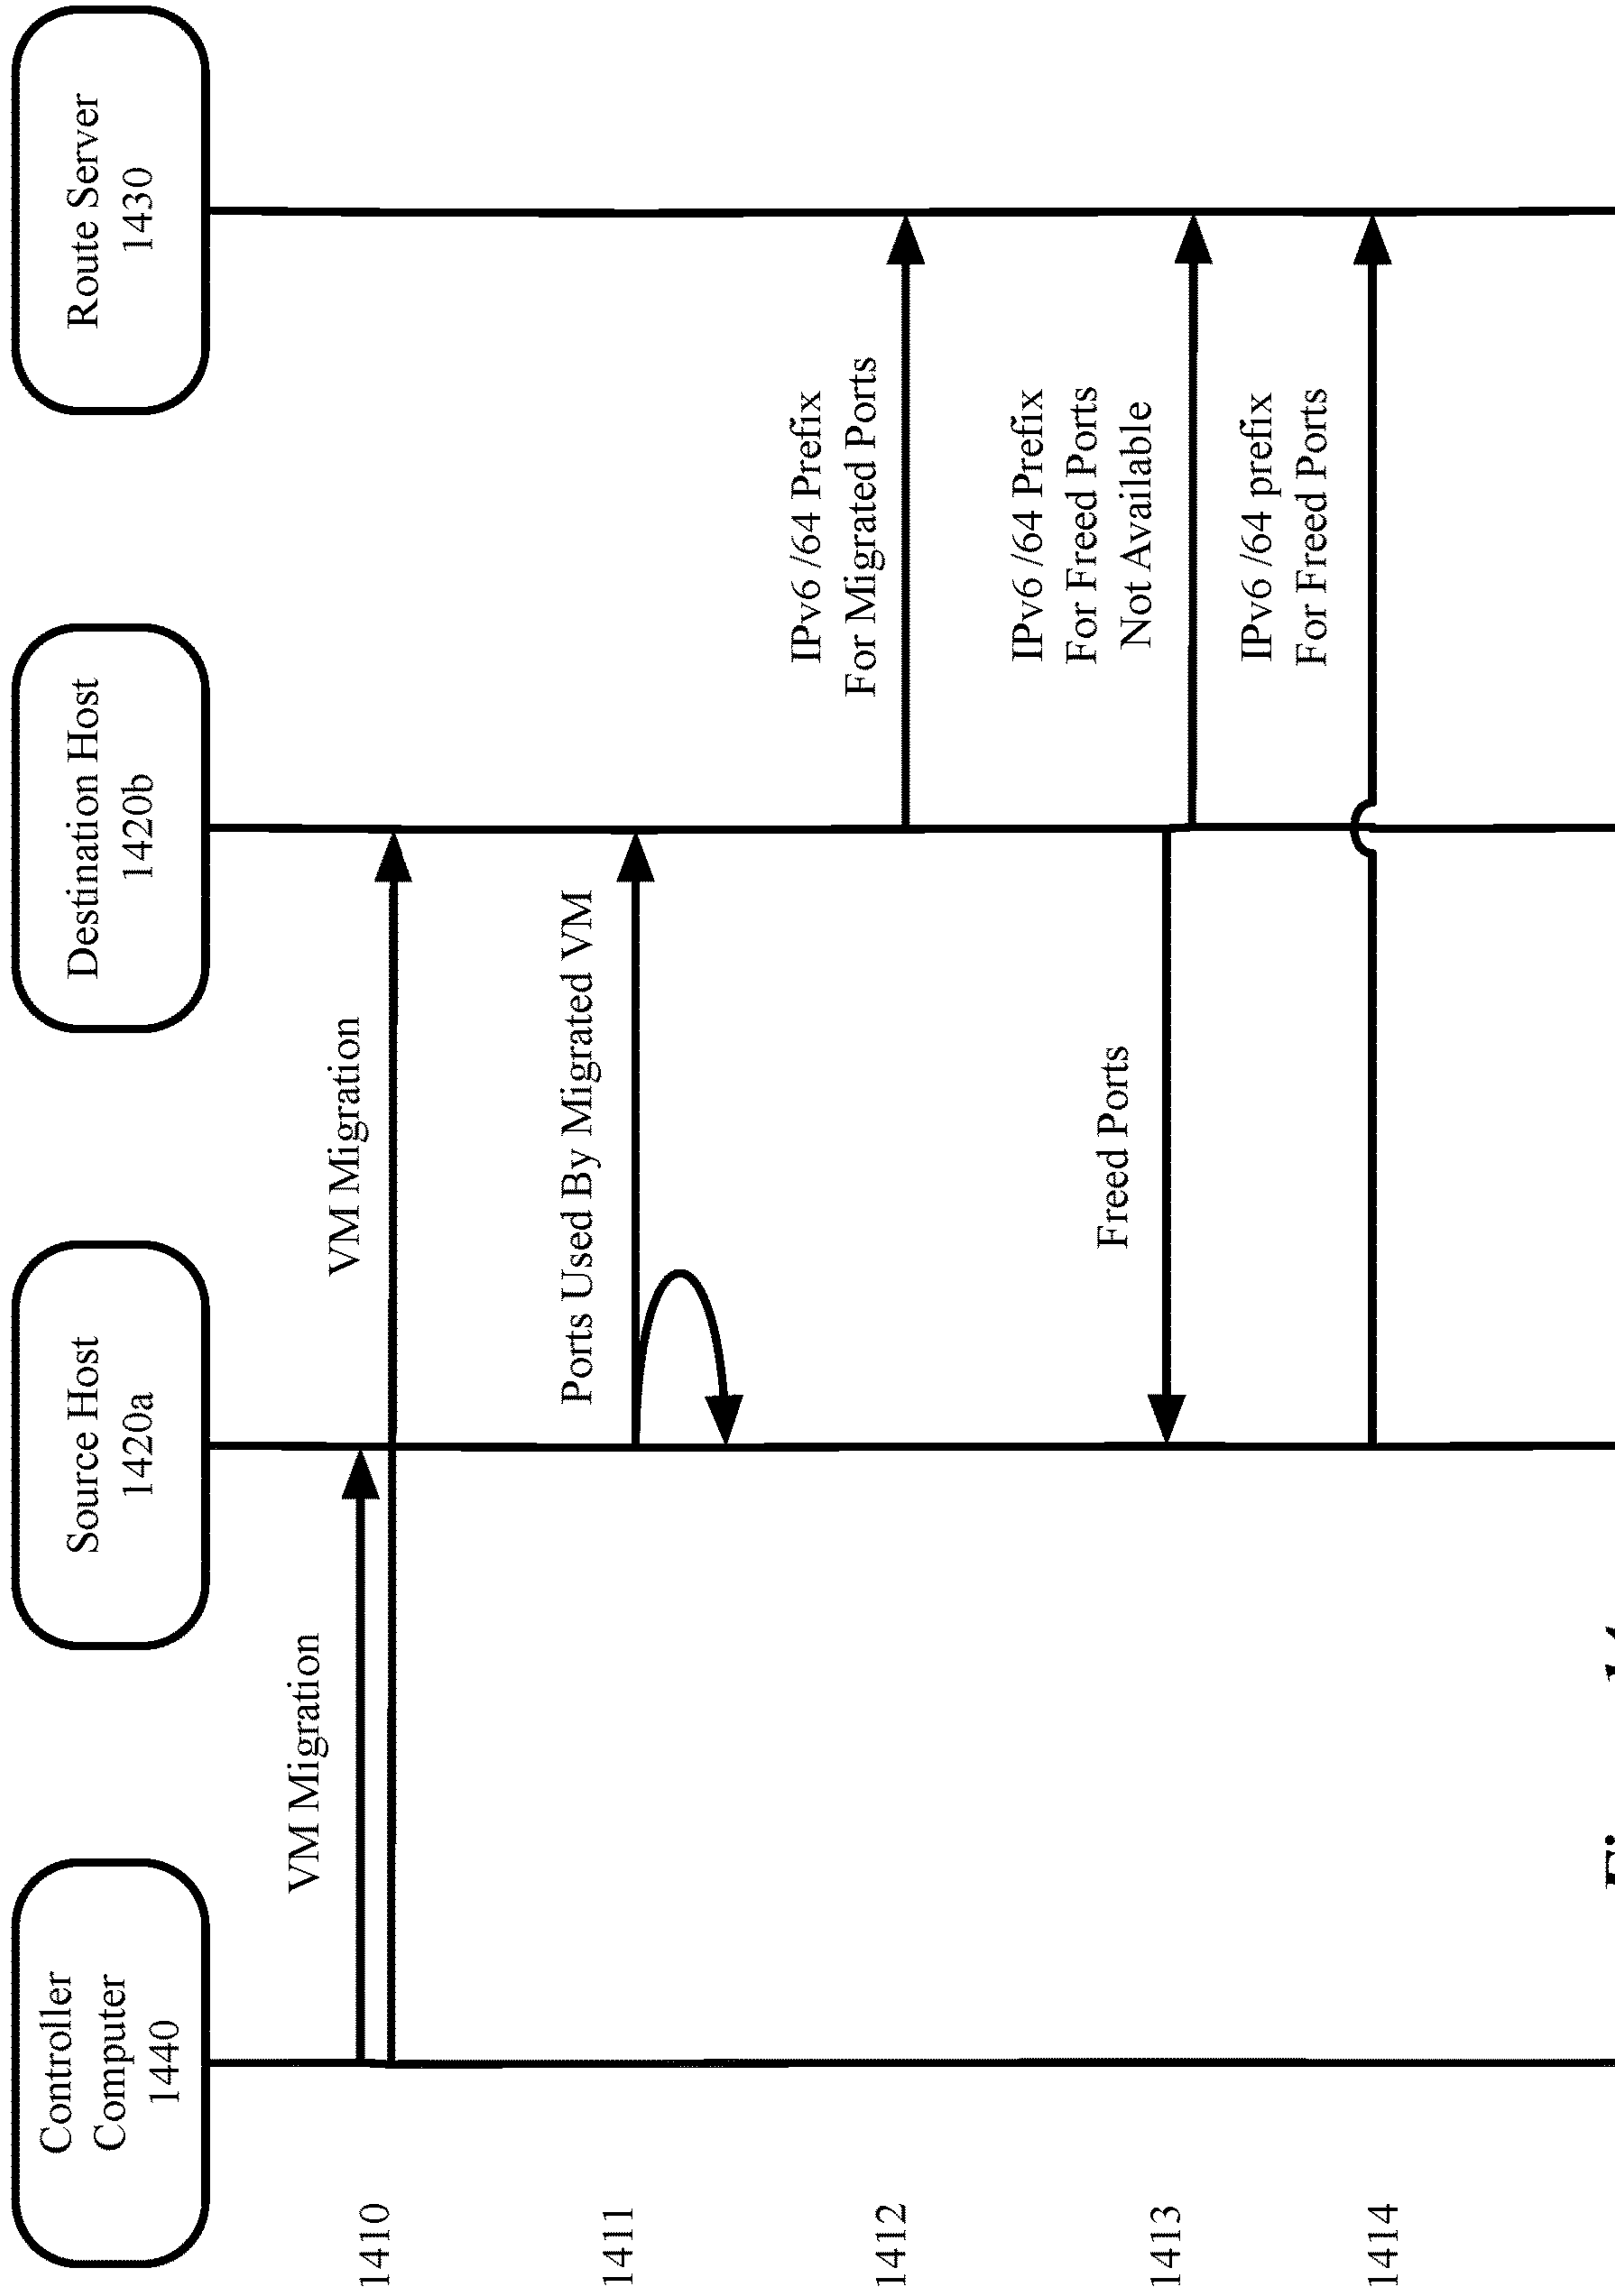 Controller
Computer
1440
Source Host
1420a
Destination Host
1420b
Route Server
1430
1410
VM Migration
VM Migration
1411
Ports Used By Migrated VM
1412
IPv6 /64 Prefix
For Migrated Ports
1413
Freed Ports
IPv6 /64 Prefix
For Freed Ports
Not Available
1414
IPv6 /64 prefix
For Freed Ports